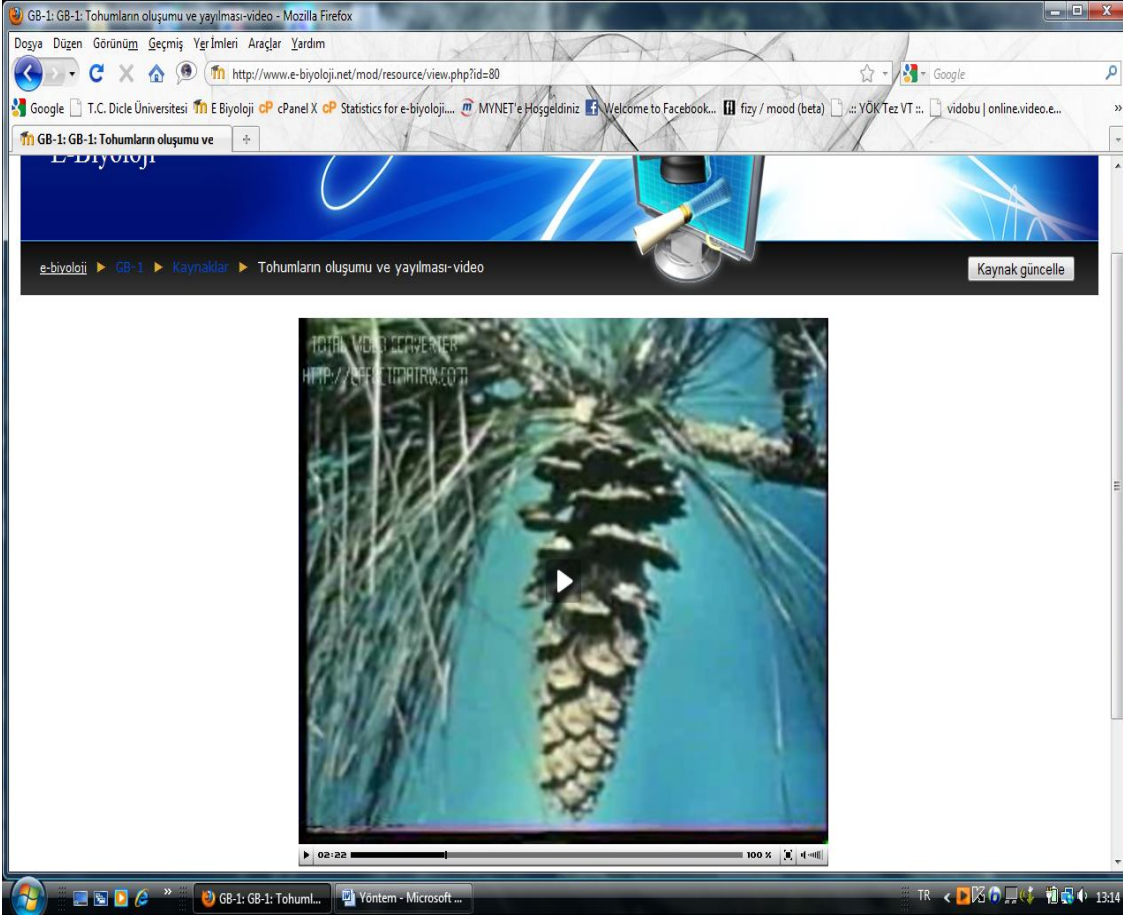 GB-1: GB-1: Tohumların oluşumu ve yayılması-video - Mozilla Firefox
Dosya Düzen Görünüm Geçmiş Yer İmleri Araçlar Yardım
http://www.e-biyoloji.net/mod/resource/view.php?id=80
Google
Google T.C. Dicle Üniversitesi E Biyoloji cPanel X Statistics for e-biyoloji.... MYNET'e Hoşgeldiniz Welcome to Facebook... fizy / mood (beta) .:: YÖK Tez VT ::. vidobu | online.video.e... »
GB-1: GB-1: Tohumların oluşumu ve
E-Biyoloji
e-biyoloji ► GB-1 ► Kaynaklar ► Tohumların oluşumu ve yayılması-video
Kaynak güncelle
TOTAL VIDEO CONVERTER
HTTP://EFFECTMATRIX.COM
02:22 100 %
GB-1: GB-1: Tohuml... Yöntem - Microsoft ... TR 13:14